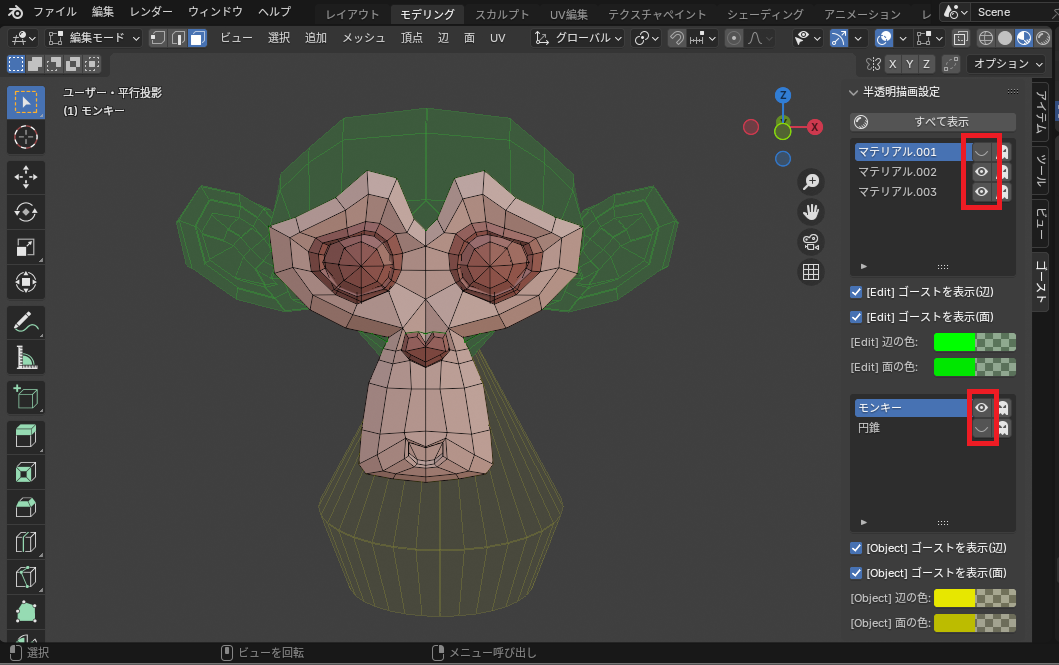 ファイル 編集 レンダー ウィンドウ ヘルプ レイアウト モデリング スカルプト UV編集 テクスチャペイント シェーディング アニメーション レ Scene
編集モード ビュー 選択 追加 メッシュ 頂点 辺 面 UV グローバル
X Y Z オプション
ユーザー・平行投影
(1) モンキー
Z
X
半透明描画設定
すべて表示
マテリアル.001
マテリアル.002
マテリアル.003
[Edit] ゴーストを表示(辺)
[Edit] ゴーストを表示(面)
[Edit] 辺の色:
[Edit] 面の色:
モンキー
円錐
[Object] ゴーストを表示(辺)
[Object] ゴーストを表示(面)
[Object] 辺の色:
[Object] 面の色:
アイテム
ツール
ビュー
ゴースト
選択 ビューを回転 メニュー呼び出し